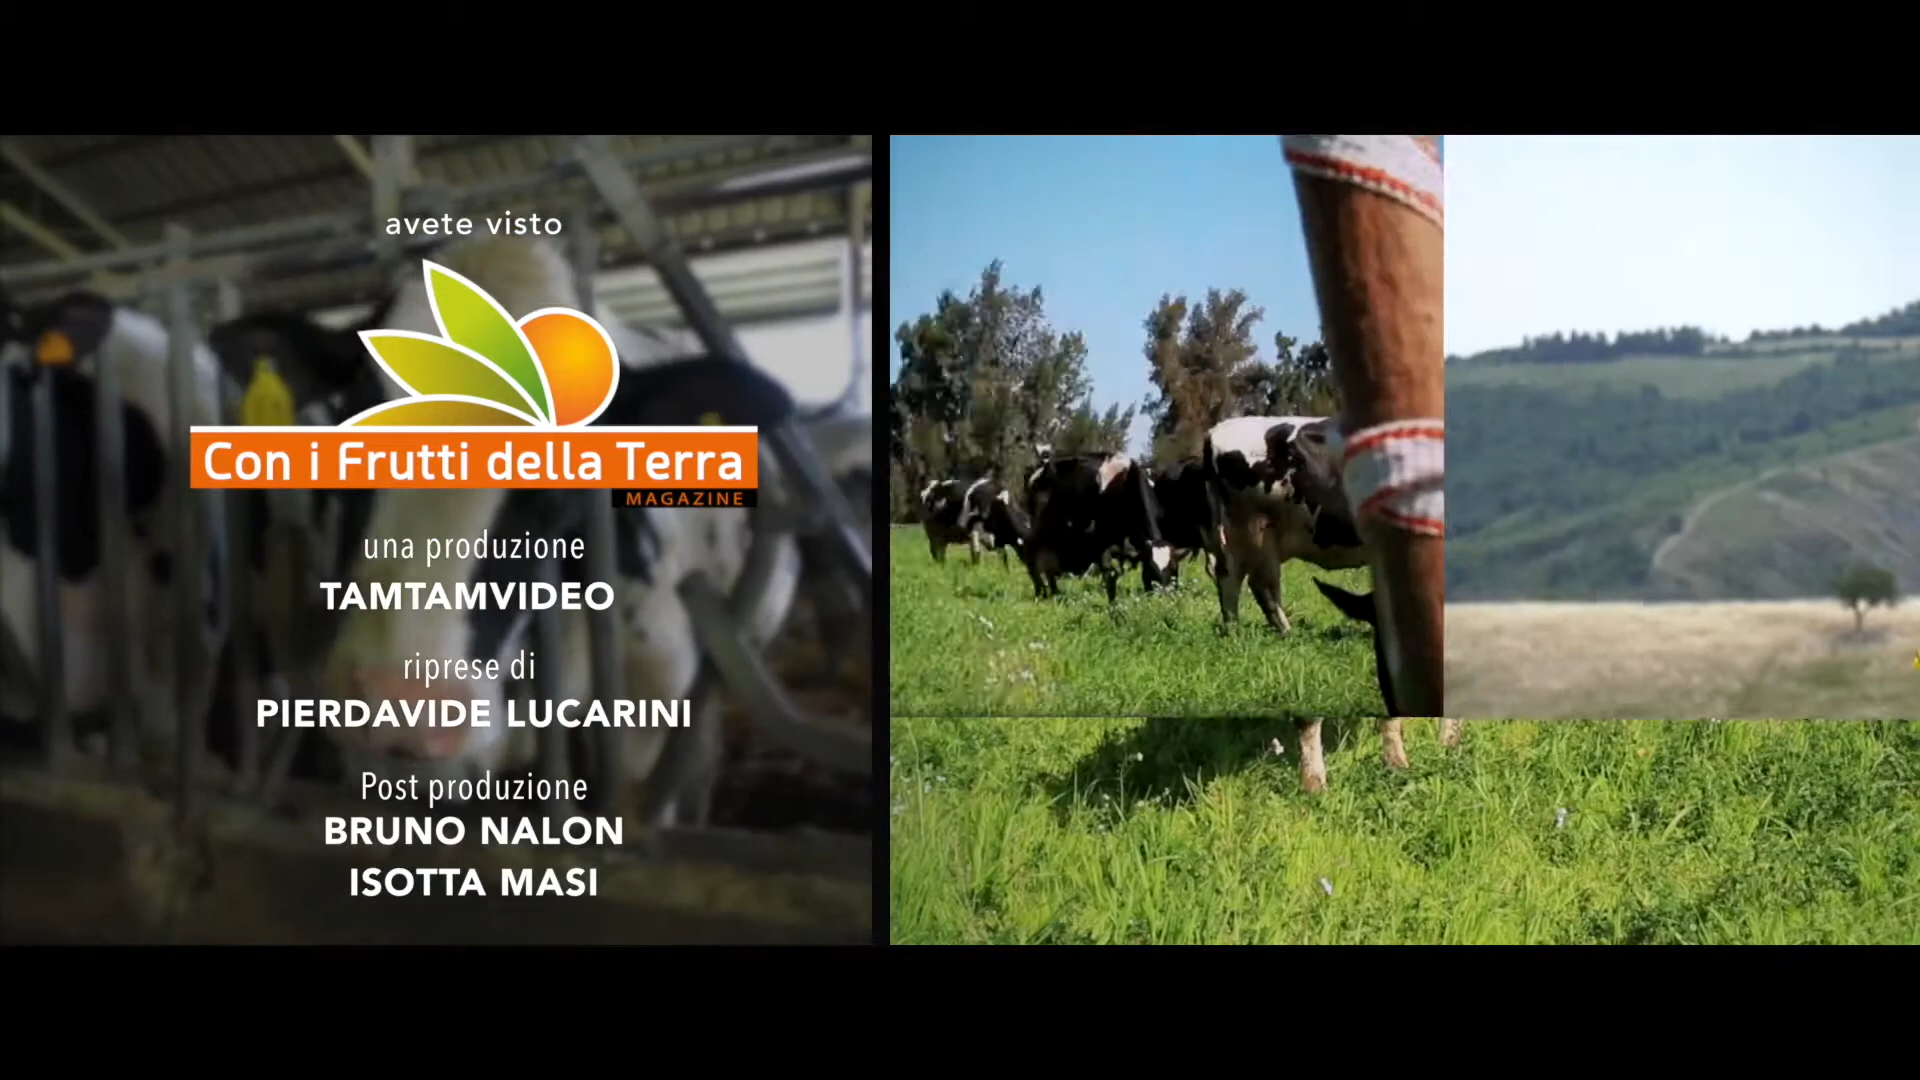 avete visto
Con i Frutti della Terra
MAGAZINE
una produzione
TAMTAMVIDEO
riprese di
PIERDAVIDE LUCARINI
Post produzione
BRUNO NALON
ISOTTA MASI